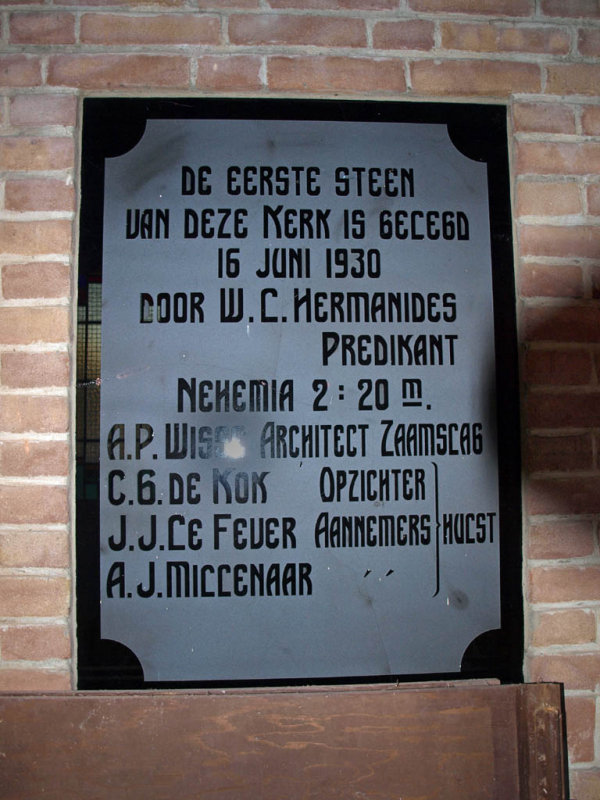 DE EERSTE STEEN
VAN DEZE KERK IS GELEGD
16 JUNI 1930
DOOR W.L. HERMANIDES
PREDIKANT
NEHEMIA 2:20 m.
A.P. WISSE ARCHITECT ZAAMSLAG
C.G. DE KOK OPZICHTER
J.J. LE FEVER AANNEMERS HULST
A.J. MILLENAAR ,,